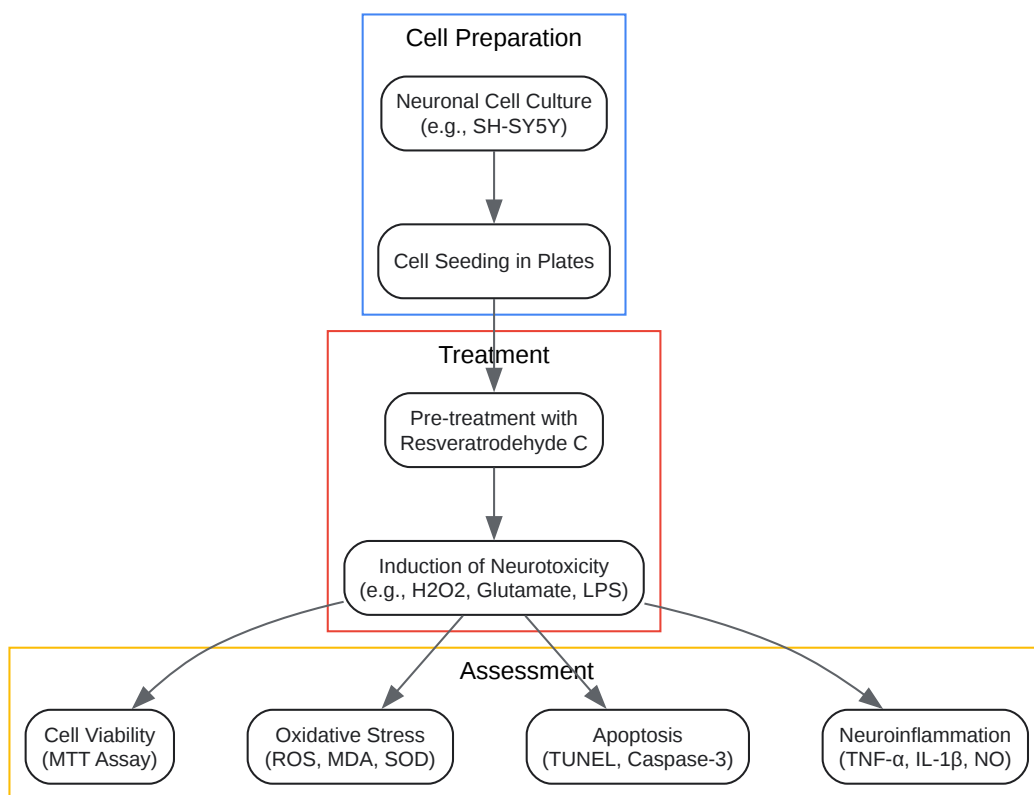 Cell Preparation
Neuronal Cell Culture
(e.g., SH-SY5Y)
Cell Seeding in Plates
Treatment
Pre-treatment with
Resveratrodehyde C
Induction of Neurotoxicity
(e.g., H2O2, Glutamate, LPS)
Assessment
Cell Viability
(MTT Assay)
Oxidative Stress
(ROS, MDA, SOD)
Apoptosis
(TUNEL, Caspase-3)
Neuroinflammation
(TNF-α, IL-1β, NO)